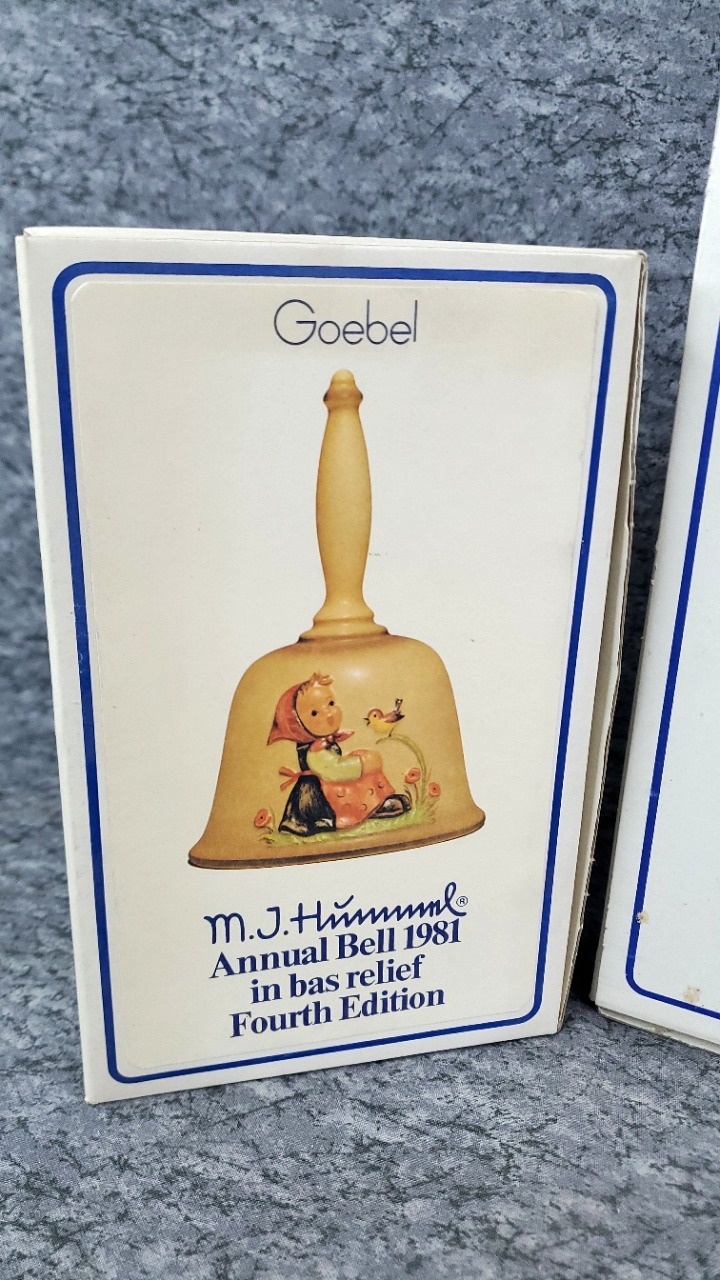 Goebel
M.J.Hummel®
Annual Bell 1981
in bas relief
Fourth Edition